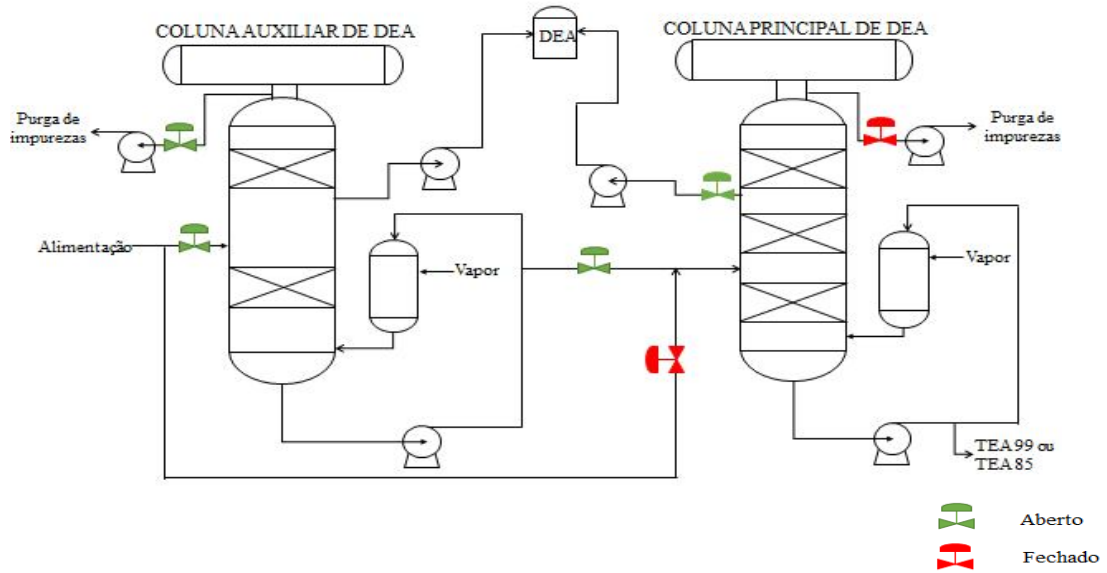 COLUNA AUXILIAR DE DEA
DEA
COLUNA PRINCIPAL DE DEA
Purga de
impurezas
Purga de
impurezas
Alimentação
Vapor
Vapor
TEA 99 ou
TEA 85
Aberto
Fechado